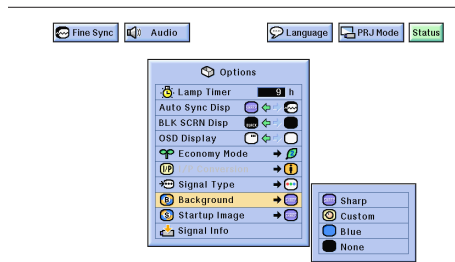 Fine Sync Audio Language PRJ Mode Status
Options
Lamp Timer 9 h
Auto Sync Disp
BLK SCRN Disp
OSD Display
Economy Mode
I/P
Signal Type
Background
Startup Image
Signal Info
Sharp
Custom
Blue
None